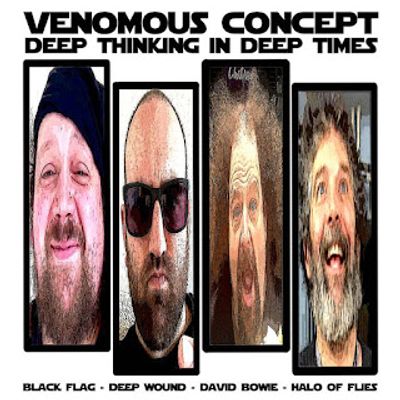 VENOMOUS CONCEPT
DEEP THINKING IN DEEP TIMES
BLACK FLAG - DEEP WOUND - DAVID BOWIE - HALO OF FLIES